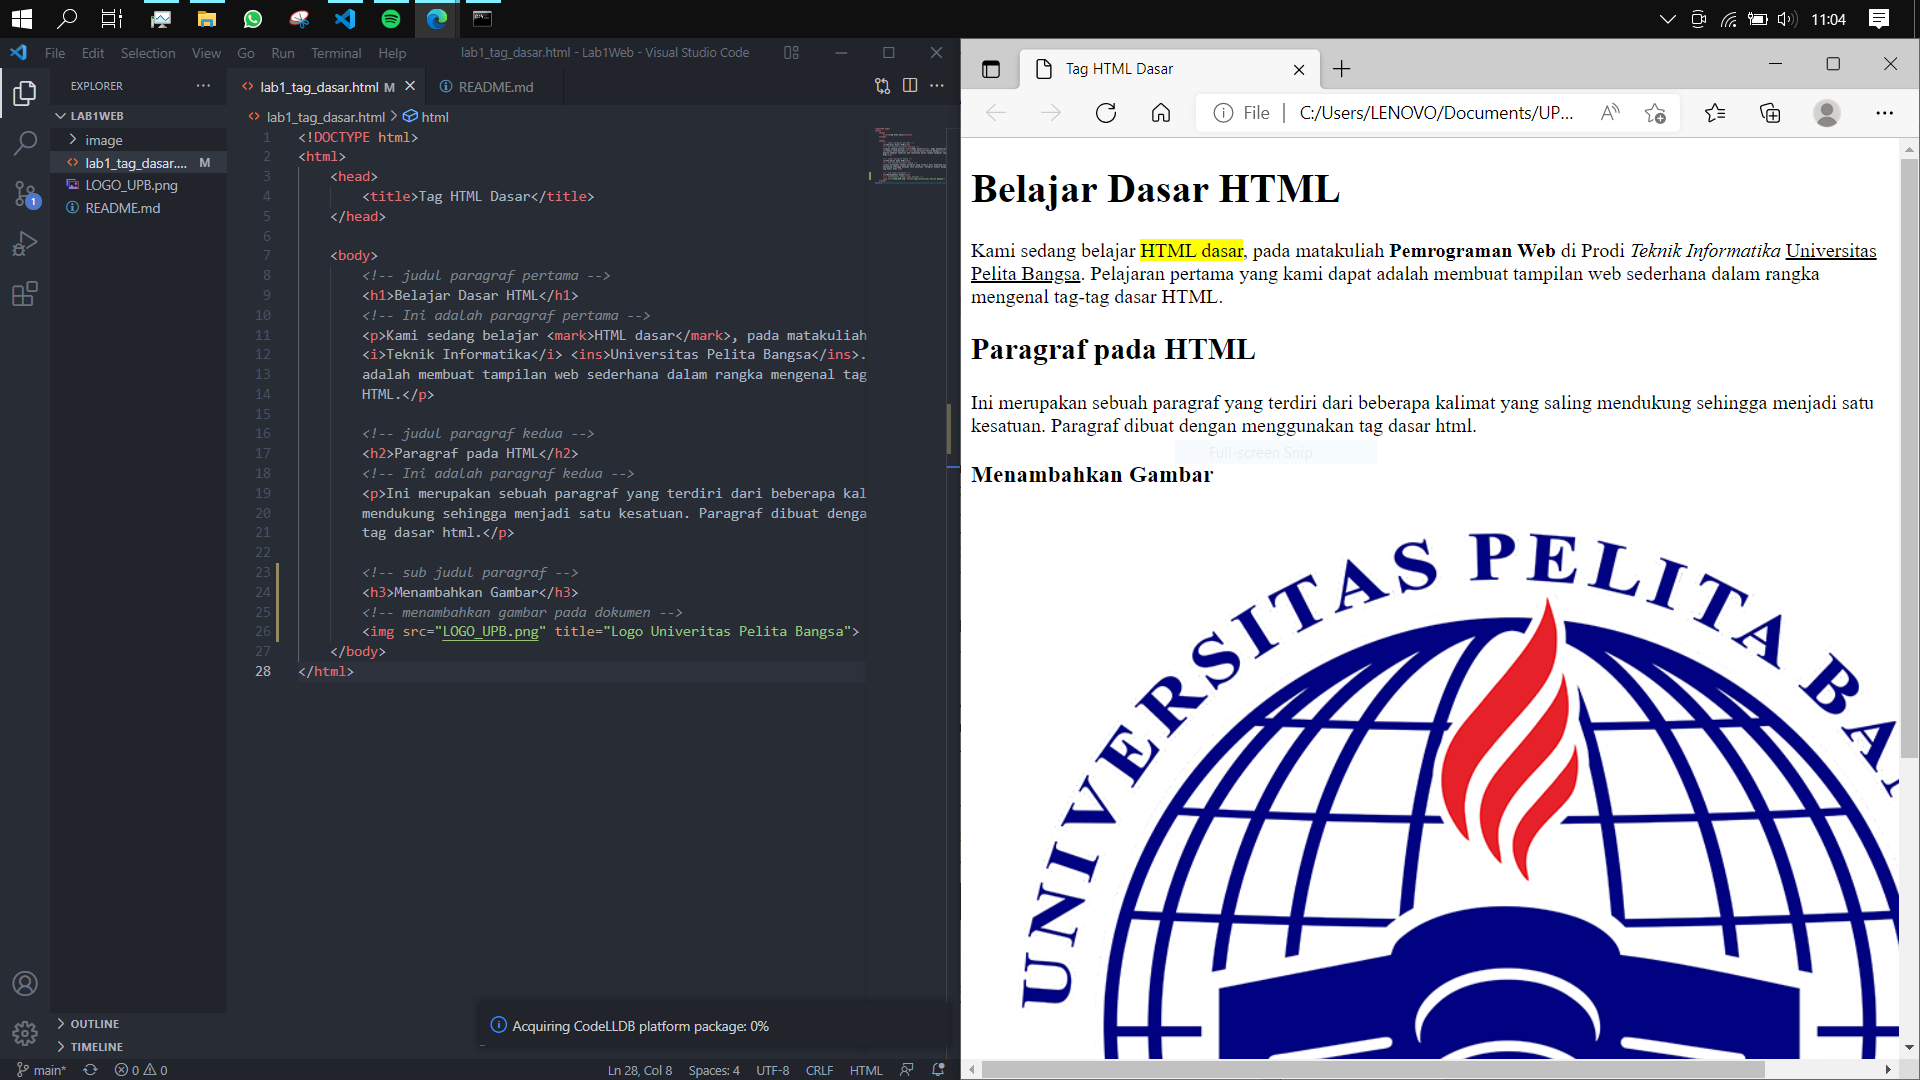 11:04
File Edit Selection View Go Run Terminal Help
lab1_tag_dasar.html - Lab1Web - Visual Studio Code
EXPLORER
LAB1WEB
image
lab1_tag_dasar.... M
LOGO_UPB.png
README.md
1
OUTLINE
TIMELINE
lab1_tag_dasar.html M
README.md
lab1_tag_dasar.html > html
1 <!DOCTYPE html>
2 <html>
3 <head>
4 <title>Tag HTML Dasar</title>
5 </head>
6
7 <body>
8 <!-- judul paragraf pertama -->
9 <h1>Belajar Dasar HTML</h1>
10 <!-- Ini adalah paragraf pertama -->
11 <p>Kami sedang belajar <mark>HTML dasar</mark>, pada matakuliah
12 <i>Teknik Informatika</i> <ins>Universitas Pelita Bangsa</ins>.
13 adalah membuat tampilan web sederhana dalam rangka mengenal tag
14 HTML.</p>
15
16 <!-- judul paragraf kedua -->
17 <h2>Paragraf pada HTML</h2>
18 <!-- Ini adalah paragraf kedua -->
19 <p>Ini merupakan sebuah paragraf yang terdiri dari beberapa kal
20 mendukung sehingga menjadi satu kesatuan. Paragraf dibuat denga
21 tag dasar html.</p>
22
23 <!-- sub judul paragraf -->
24 <h3>Menambahkan Gambar</h3>
25 <!-- menambahkan gambar pada dokumen -->
26 <img src="LOGO_UPB.png" title="Logo Univeritas Pelita Bangsa">
27 </body>
28 </html>
Acquiring CodeLLDB platform package: 0%
main* 0 0 Ln 28, Col 8 Spaces: 4 UTF-8 CRLF HTML
Tag HTML Dasar
File | C:/Users/LENOVO/Documents/UP...
Belajar Dasar HTML
Kami sedang belajar HTML dasar, pada matakuliah Pemrograman Web di Prodi Teknik Informatika Universitas
Pelita Bangsa. Pelajaran pertama yang kami dapat adalah membuat tampilan web sederhana dalam rangka
mengenal tag-tag dasar HTML.
Paragraf pada HTML
Ini merupakan sebuah paragraf yang terdiri dari beberapa kalimat yang saling mendukung sehingga menjadi satu
kesatuan. Paragraf dibuat dengan menggunakan tag dasar html.
Full-screen Snip
Menambahkan Gambar
UNIVERSITAS PELITA BA